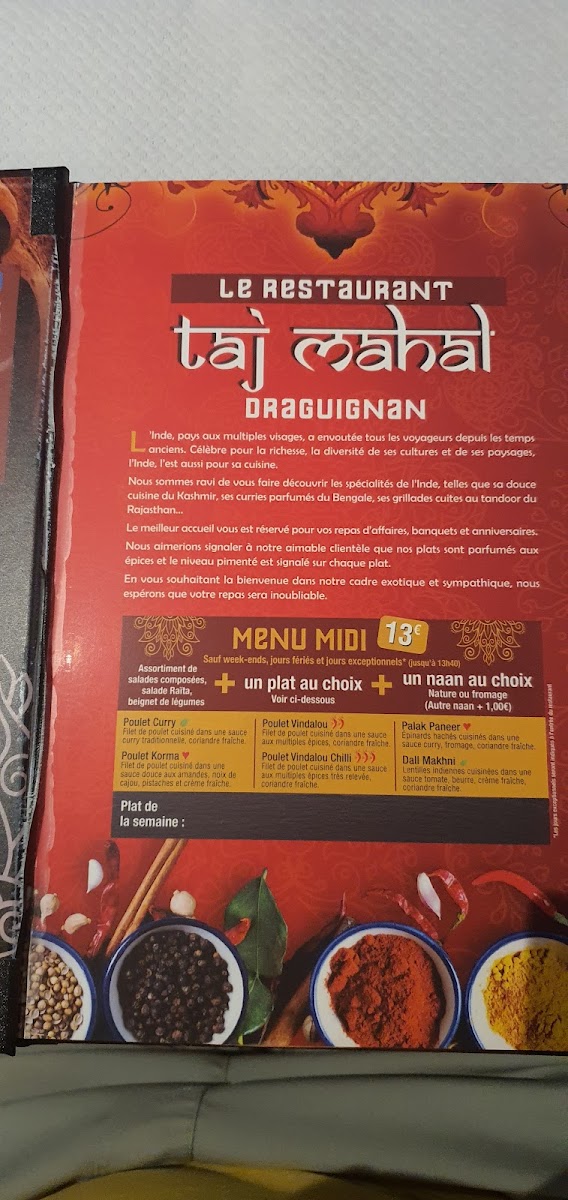 Le Restaurant
taj mahal
Draguignan
L'Inde, pays aux multiples visages, a envoutée tous les voyageurs depuis les temps
anciens. Célèbre pour la richesse, la diversité de ses cultures et de ses paysages,
l'Inde, l'est aussi pour sa cuisine.
Nous sommes ravi de vous faire découvrir les spécialités de l'Inde, telles que sa douce
cuisine du Kashmir, ses curries parfumés du Bengale, ses grillades cuites au tandoor du
Rajasthan...
Le meilleur accueil vous est réservé pour vos repas d'affaires, banquets et anniversaires.
Nous aimerions signaler à notre aimable clientèle que nos plats sont parfumés aux
épices et le niveau pimenté est signalé sur chaque plat.
En vous souhaitant la bienvenue dans notre cadre exotique et sympathique, nous
espérons que votre repas sera inoubliable.
Menu Midi 13€
Sauf week-ends, jours fériés et jours exceptionnels* (jusqu'à 13h40)
Assortiment de
salades composées,
salade Raïta,
beignet de légumes
+ un plat au choix +
Voir ci-dessous
un naan au choix
Nature ou fromage
(Autre naan + 1,00€)
Poulet Curry
Filet de poulet cuisiné dans une sauce
curry traditionnelle, coriandre fraîche.
Poulet Korma
Filet de poulet cuisiné dans une
sauce douce aux amandes, noix de
cajou, pistaches et crème fraîche.
Poulet Vindalou
Filet de poulet cuisiné dans une sauce
aux multiples épices, coriandre fraîche.
Poulet Vindalou Chilli
Filet de poulet cuisiné dans une sauce
aux multiples épices très relevée,
coriandre fraîche.
Palak Paneer
Épinards hachés cuisinés dans une
sauce curry, fromage, coriandre fraîche.
Dall Makhni
Lentilles indiennes cuisinées dans une
sauce tomate, beurre, crème fraîche,
coriandre fraîche.
Plat de
la semaine :
*Les jours exceptionnels seront indiqués à l'entrée du restaurant